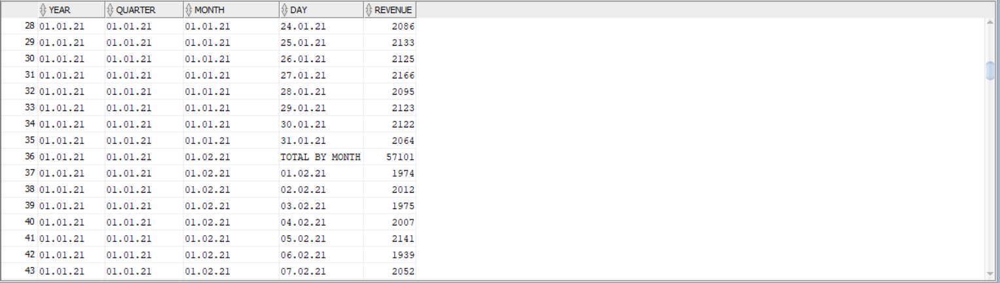 YEAR QUARTER MONTH DAY REVENUE
28 01.01.21 01.01.21 01.01.21 24.01.21 2086
29 01.01.21 01.01.21 01.01.21 25.01.21 2133
30 01.01.21 01.01.21 01.01.21 26.01.21 2125
31 01.01.21 01.01.21 01.01.21 27.01.21 2166
32 01.01.21 01.01.21 01.01.21 28.01.21 2095
33 01.01.21 01.01.21 01.01.21 29.01.21 2123
34 01.01.21 01.01.21 01.01.21 30.01.21 2122
35 01.01.21 01.01.21 01.01.21 31.01.21 2064
36 01.01.21 01.01.21 01.02.21 TOTAL BY MONTH 57101
37 01.01.21 01.01.21 01.02.21 01.02.21 1974
38 01.01.21 01.01.21 01.02.21 02.02.21 2012
39 01.01.21 01.01.21 01.02.21 03.02.21 1975
40 01.01.21 01.01.21 01.02.21 04.02.21 2007
41 01.01.21 01.01.21 01.02.21 05.02.21 2141
42 01.01.21 01.01.21 01.02.21 06.02.21 1939
43 01.01.21 01.01.21 01.02.21 07.02.21 2052